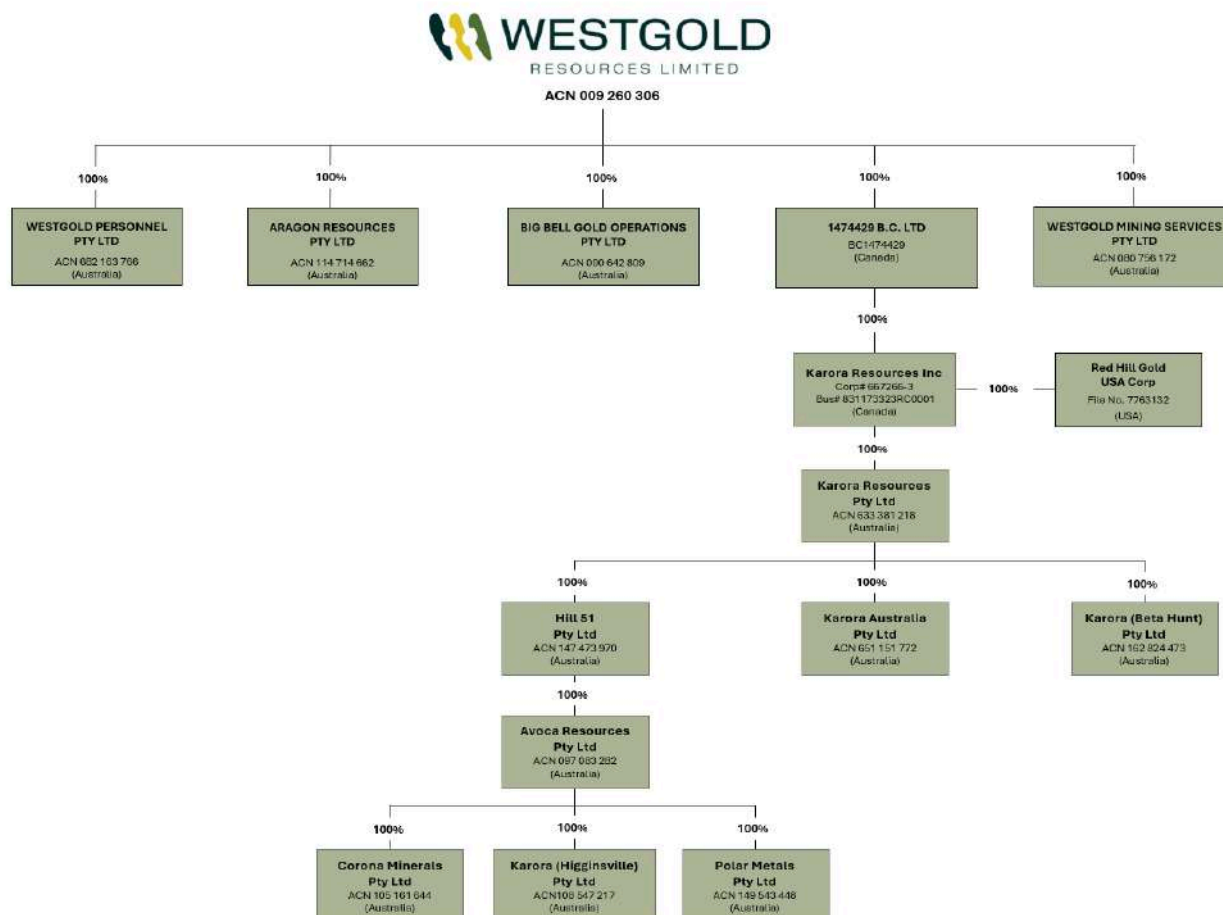 WESTGOLD
RESOURCES LIMITED
ACN 009 260 306
100%
100%
100%
100%
100%
WESTGOLD PERSONNEL
PTY LTD
ACN 662 163 766
(Australia)
ARAGON RESOURCES
PTY LTD
ACN 114 714 662
(Australia)
BIG BELL GOLD OPERATIONS
PTY LTD
ACN 090 642 809
(Australia)
1474429 B.C. LTD
BC1474429
(Canada)
WESTGOLD MINING SERVICES
PTY LTD
ACN 080 756 172
(Australia)
100%
Karora Resources Inc
Corp# 667266-3
Bus# 831173323RC0001
(Canada)
100%
Red Hill Gold
USA Corp
File No. 7763132
(USA)
100%
Karora Resources
Pty Ltd
ACN 633 381 218
(Australia)
100%
100%
100%
Hill 51
Pty Ltd
ACN 147 473 970
(Australia)
Karora Australia
Pty Ltd
ACN 651 151 772
(Australia)
Karora (Beta Hunt)
Pty Ltd
ACN 162 824 473
(Australia)
100%
Avoca Resources
Pty Ltd
ACN 097 083 282
(Australia)
100%
100%
100%
Corona Minerals
Pty Ltd
ACN 105 161 644
(Australia)
Karora (Higginsville)
Pty Ltd
ACN108 547 217
(Australia)
Polar Metals
Pty Ltd
ACN 149 543 448
(Australia)